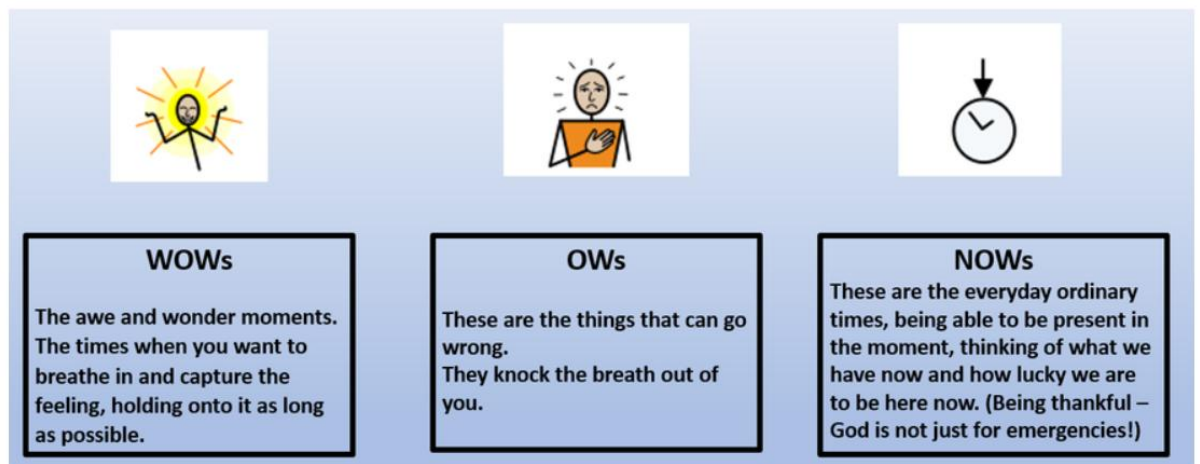 WOWs
The awe and wonder moments.
The times when you want to
breathe in and capture the
feeling, holding onto it as long
as possible.
OWs
These are the things that can go
wrong.
They knock the breath out of
you.
NOWs
These are the everyday ordinary
times, being able to be present in
the moment, thinking of what we
have now and how lucky we are
to be here now. (Being thankful –
God is not just for emergencies!)